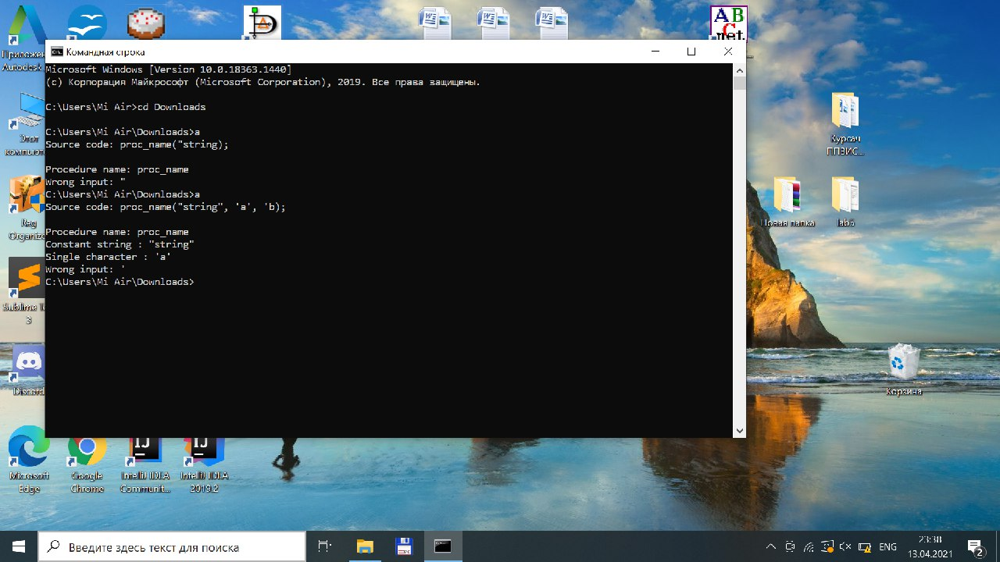 A B
C
.net
Командная строка
Microsoft Windows [Version 10.0.18363.1440]
(c) Корпорация Майкрософт (Microsoft Corporation), 2019. Все права защищены.
C:\Users\Mi Air>cd Downloads
C:\Users\Mi Air\Downloads>a
Source code: proc_name("string);
Procedure name: proc_name
Wrong input: "
C:\Users\Mi Air\Downloads>a
Source code: proc_name("string", 'a', 'b);
Procedure name: proc_name
Constant string : "string"
Single character : 'a'
Wrong input: '
C:\Users\Mi Air\Downloads>
Прилож
Autodesk
Этот
компьют
Reg
Organize
Sublime
3
Discord
Microsoft
Edge
Google
Chrome
IntelliJ IDEA
Communit...
IntelliJ IDEA
2019.2
Курсач
ППвИС...
Новая папка
lab5
Корзина
Введите здесь текст для поиска
ENG
23:38
13.04.2021
2